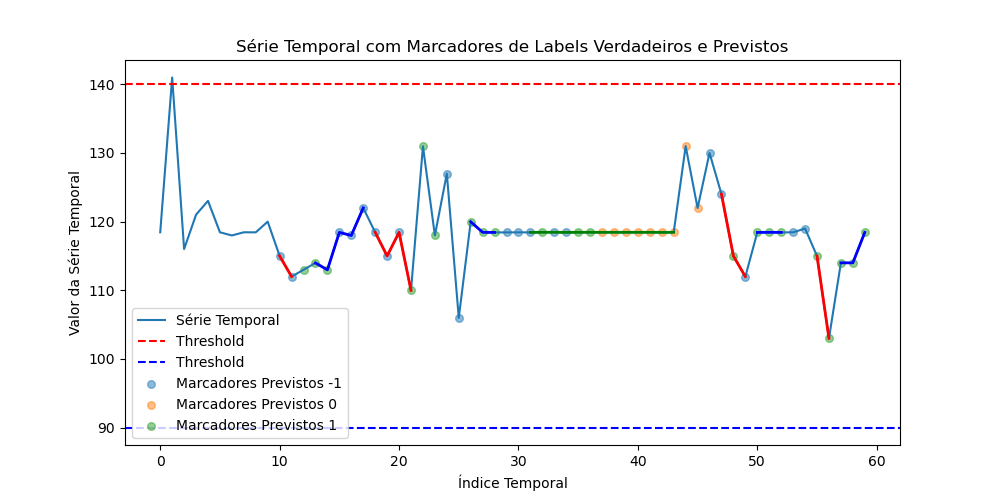 Série Temporal com Marcadores de Labels Verdadeiros e Previstos
Valor da Série Temporal
140
130
120
110
100
90
Série Temporal
Threshold
Threshold
Marcadores Previstos -1
Marcadores Previstos 0
Marcadores Previstos 1
0
10
20
30
40
50
60
Índice Temporal